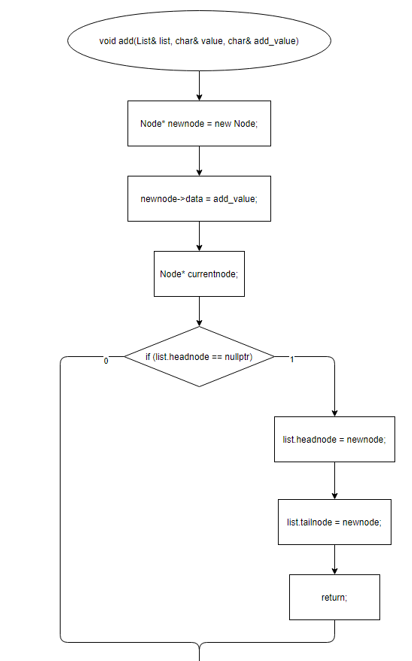 void add(List& list, char& value, char& add_value)
Node* newnode = new Node;
newnode->data = add_value;
Node* currentnode;
if (list.headnode == nullptr)
0
1
list.headnode = newnode;
list.tailnode = newnode;
return;